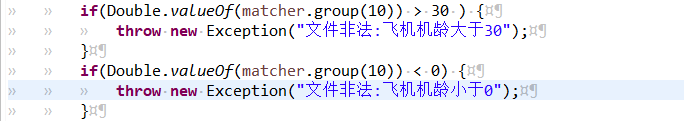 if(Double.valueOf(matcher.group(10)) > 30 ) {
throw new Exception("文件非法:飞机机龄大于30");
}
if(Double.valueOf(matcher.group(10)) < 0) {
throw new Exception("文件非法:飞机机龄小于0");
}